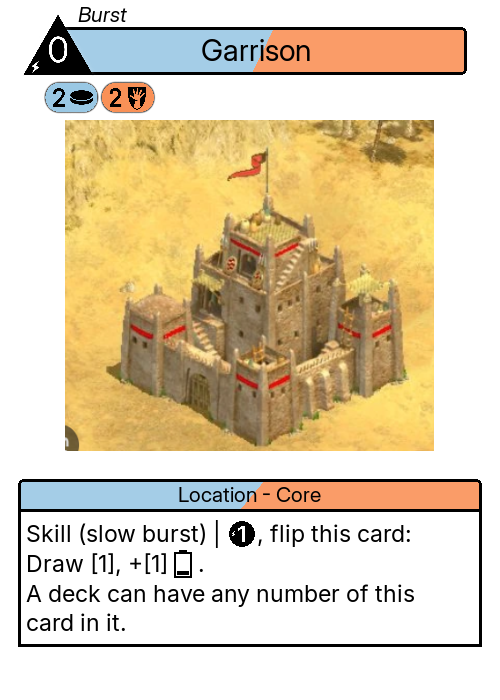 Burst
0 Garrison
2 2
Location - Core
Skill (slow burst) | 1, flip this card:
Draw [1], +[1] .
A deck can have any number of this
card in it.